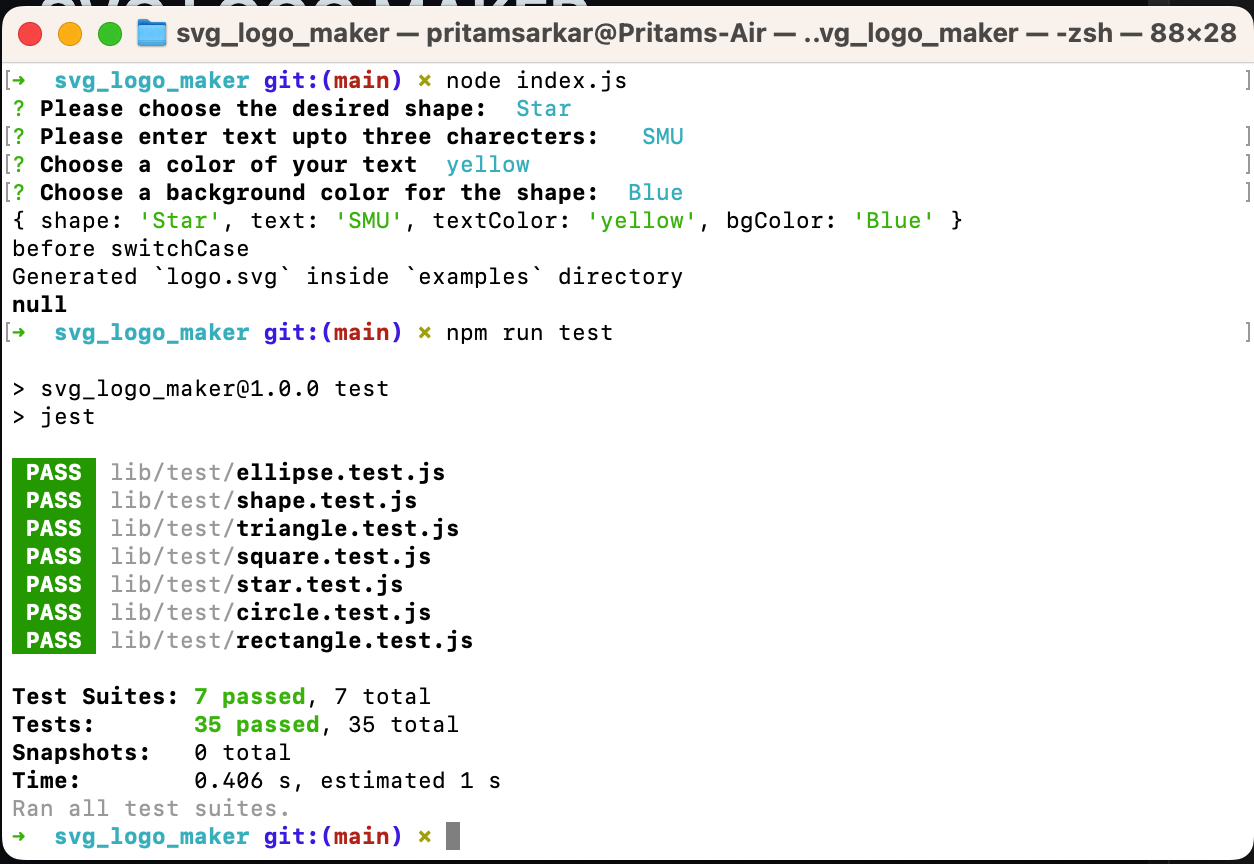 svg_logo_maker — pritamsarkar@Pritams-Air — ..vg_logo_maker — -zsh — 88×28
[➜  svg_logo_maker git:(main) ✗ node index.js ]
? Please choose the desired shape:  Star
[? Please enter text upto three charecters:   SMU ]
[? Choose a color of your text  yellow ]
[? Choose a background color for the shape:  Blue ]
{ shape: 'Star', text: 'SMU', textColor: 'yellow', bgColor: 'Blue' }
before switchCase
Generated `logo.svg` inside `examples` directory
null
[➜  svg_logo_maker git:(main) ✗ npm run test ]
> svg_logo_maker@1.0.0 test
> jest
PASS lib/test/ellipse.test.js
PASS lib/test/shape.test.js
PASS lib/test/triangle.test.js
PASS lib/test/square.test.js
PASS lib/test/star.test.js
PASS lib/test/circle.test.js
PASS lib/test/rectangle.test.js
Test Suites: 7 passed, 7 total
Tests:       35 passed, 35 total
Snapshots:   0 total
Time:        0.406 s, estimated 1 s
Ran all test suites.
➜  svg_logo_maker git:(main) ✗